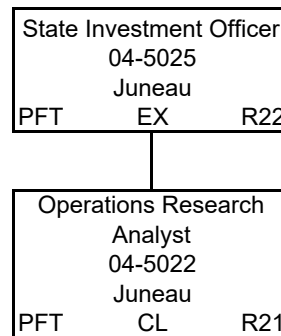 State Investment Officer
04-5025
Juneau
PFT EX R22
Operations Research
Analyst
04-5022
Juneau
PFT CL R21